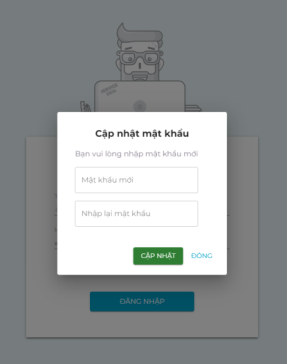 Cập nhật mật khẩu
Bạn vui lòng nhập mật khẩu mới
Mật khẩu mới
Nhập lại mật khẩu
CẬP NHẬT
ĐÓNG
ĐĂNG NHẬP